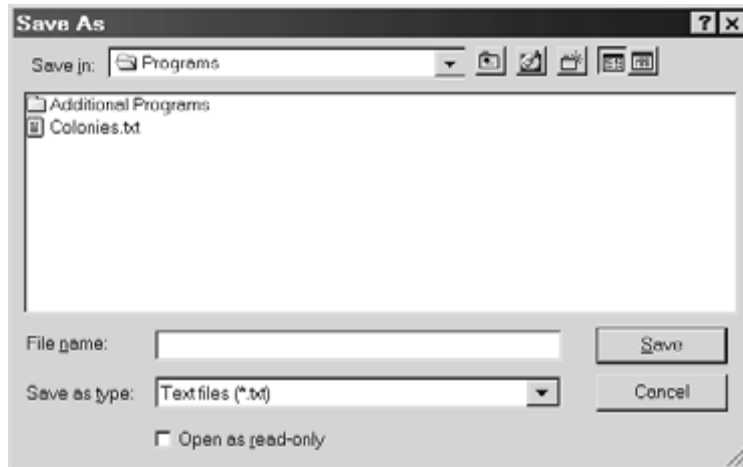 Save As
Save in: Programs
Additional Programs
Colonies.txt
File name: Save
Save as type: Text files (*.txt) Cancel
Open as read-only